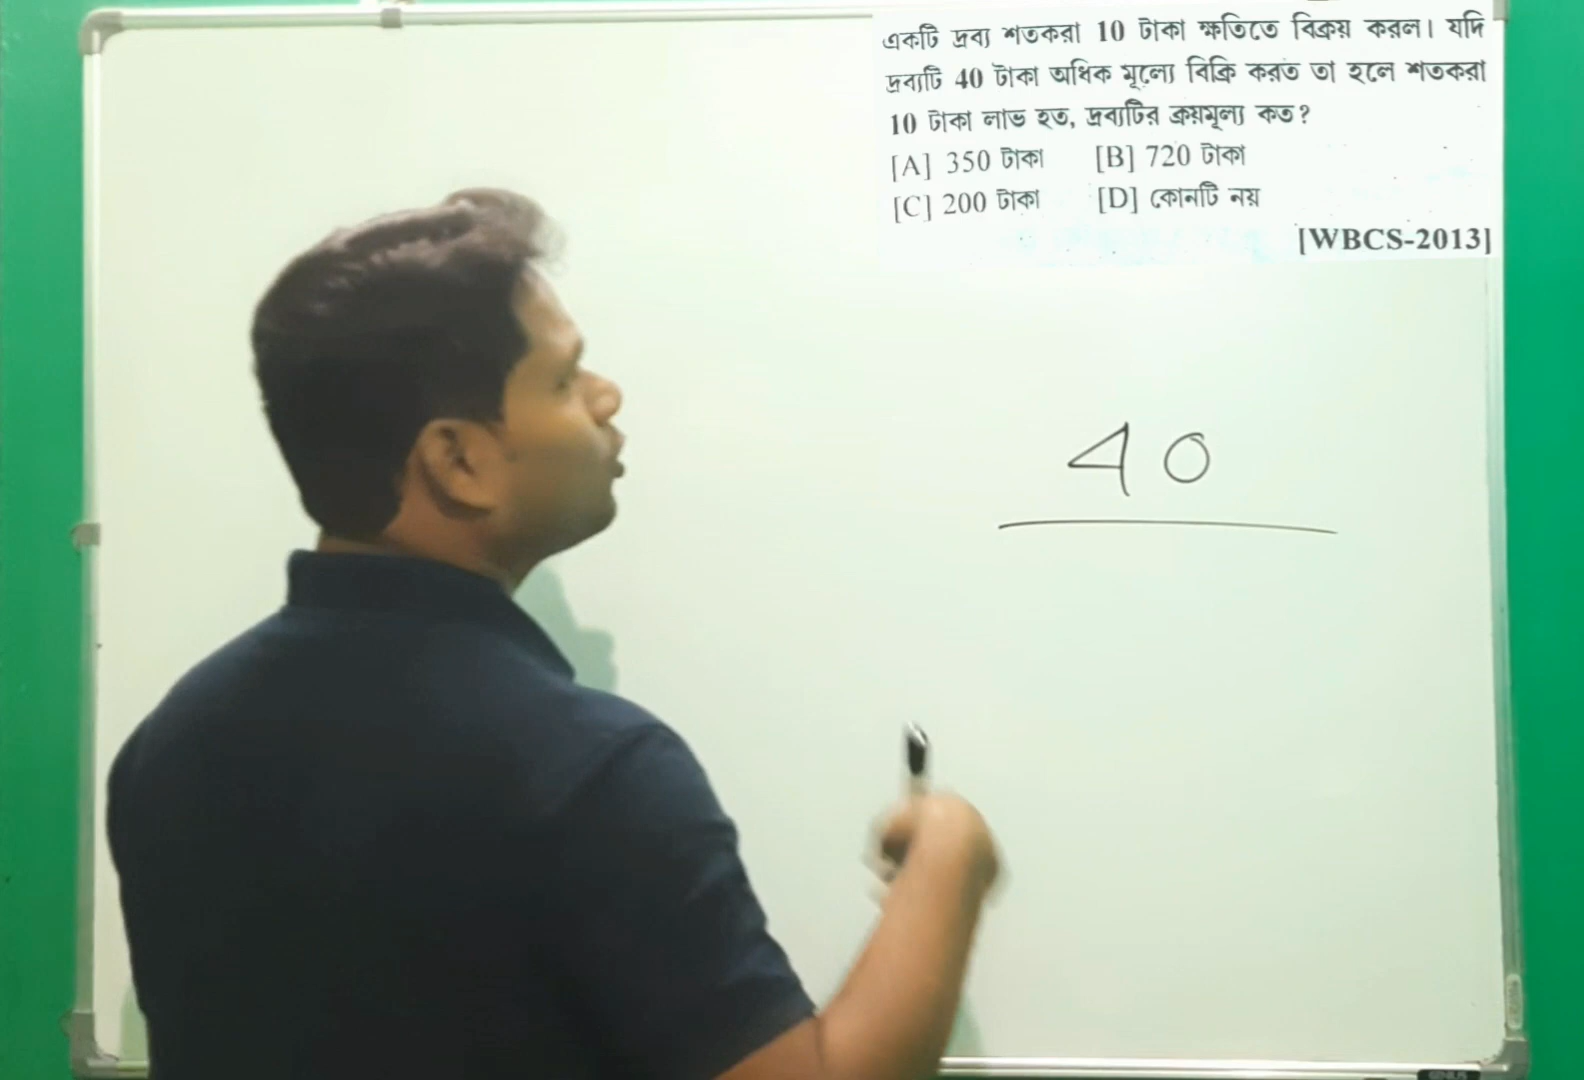 একটি দ্রব্য শতকরা 10 টাকা ক্ষতিতে বিক্রয় করল। যদি
দ্রব্যটি 40 টাকা অধিক মূল্যে বিক্রি করত তা হলে শতকরা
10 টাকা লাভ হত, দ্রব্যটির ক্রয়মূল্য কত?
[A] 350 টাকা [B] 720 টাকা
[C] 200 টাকা [D] কোনটি নয়
[WBCS-2013]
40